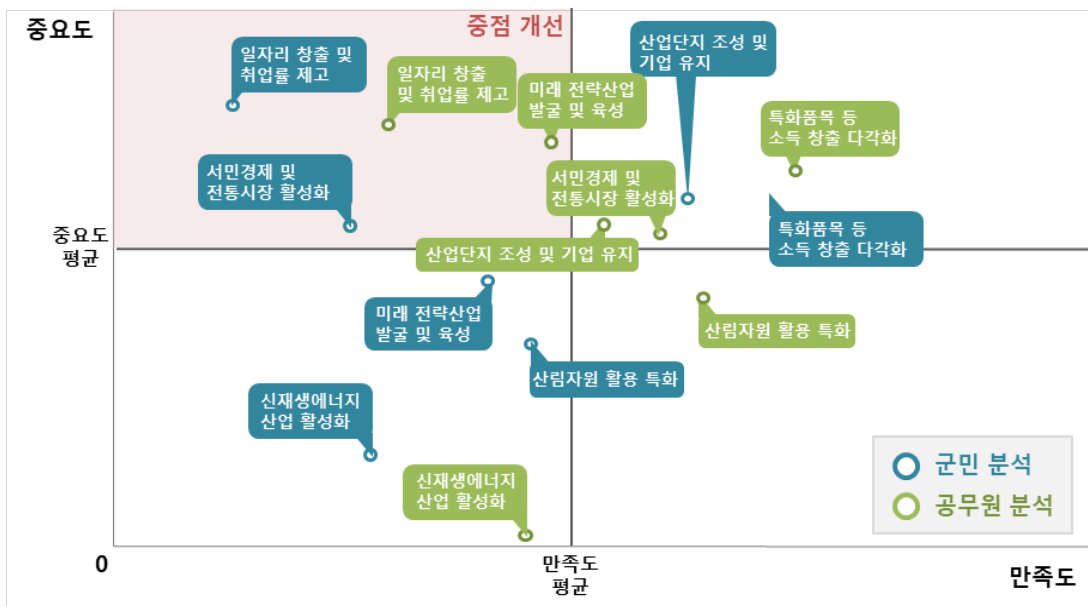 중요도
중점 개선
일자리 창출 및
취업률 제고
일자리 창출
및 취업률 제고
미래 전략산업
발굴 및 육성
산업단지 조성 및
기업 유지
특화품목 등
소득 창출 다각화
서민경제 및
전통시장 활성화
서민경제 및
전통시장 활성화
특화품목 등
소득 창출 다각화
중요도
평균
산업단지 조성 및 기업 유지
미래 전략산업
발굴 및 육성
산림자원 활용 특화
산림자원 활용 특화
신재생에너지
산업 활성화
신재생에너지
산업 활성화
군민 분석
공무원 분석
0
만족도
평균
만족도